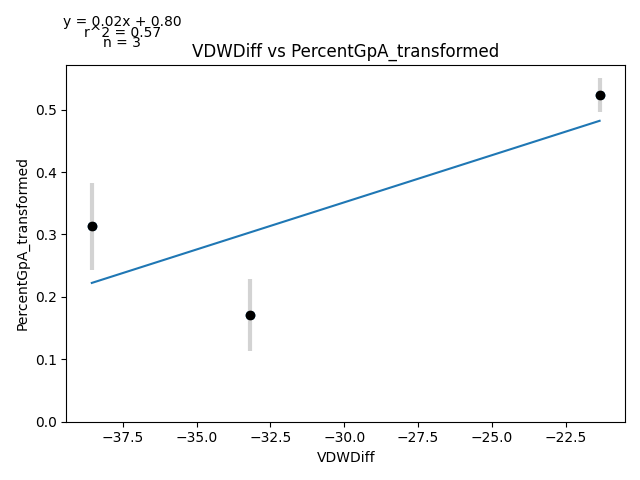 y = 0.02x + 0.80
r^2 = 0.57
n = 3
VDWDiff vs PercentGpA_transformed
PercentGpA_transformed
0.5
0.4
0.3
0.2
0.1
0.0
−37.5 −35.0 −32.5 −30.0 −27.5 −25.0 −22.5
VDWDiff